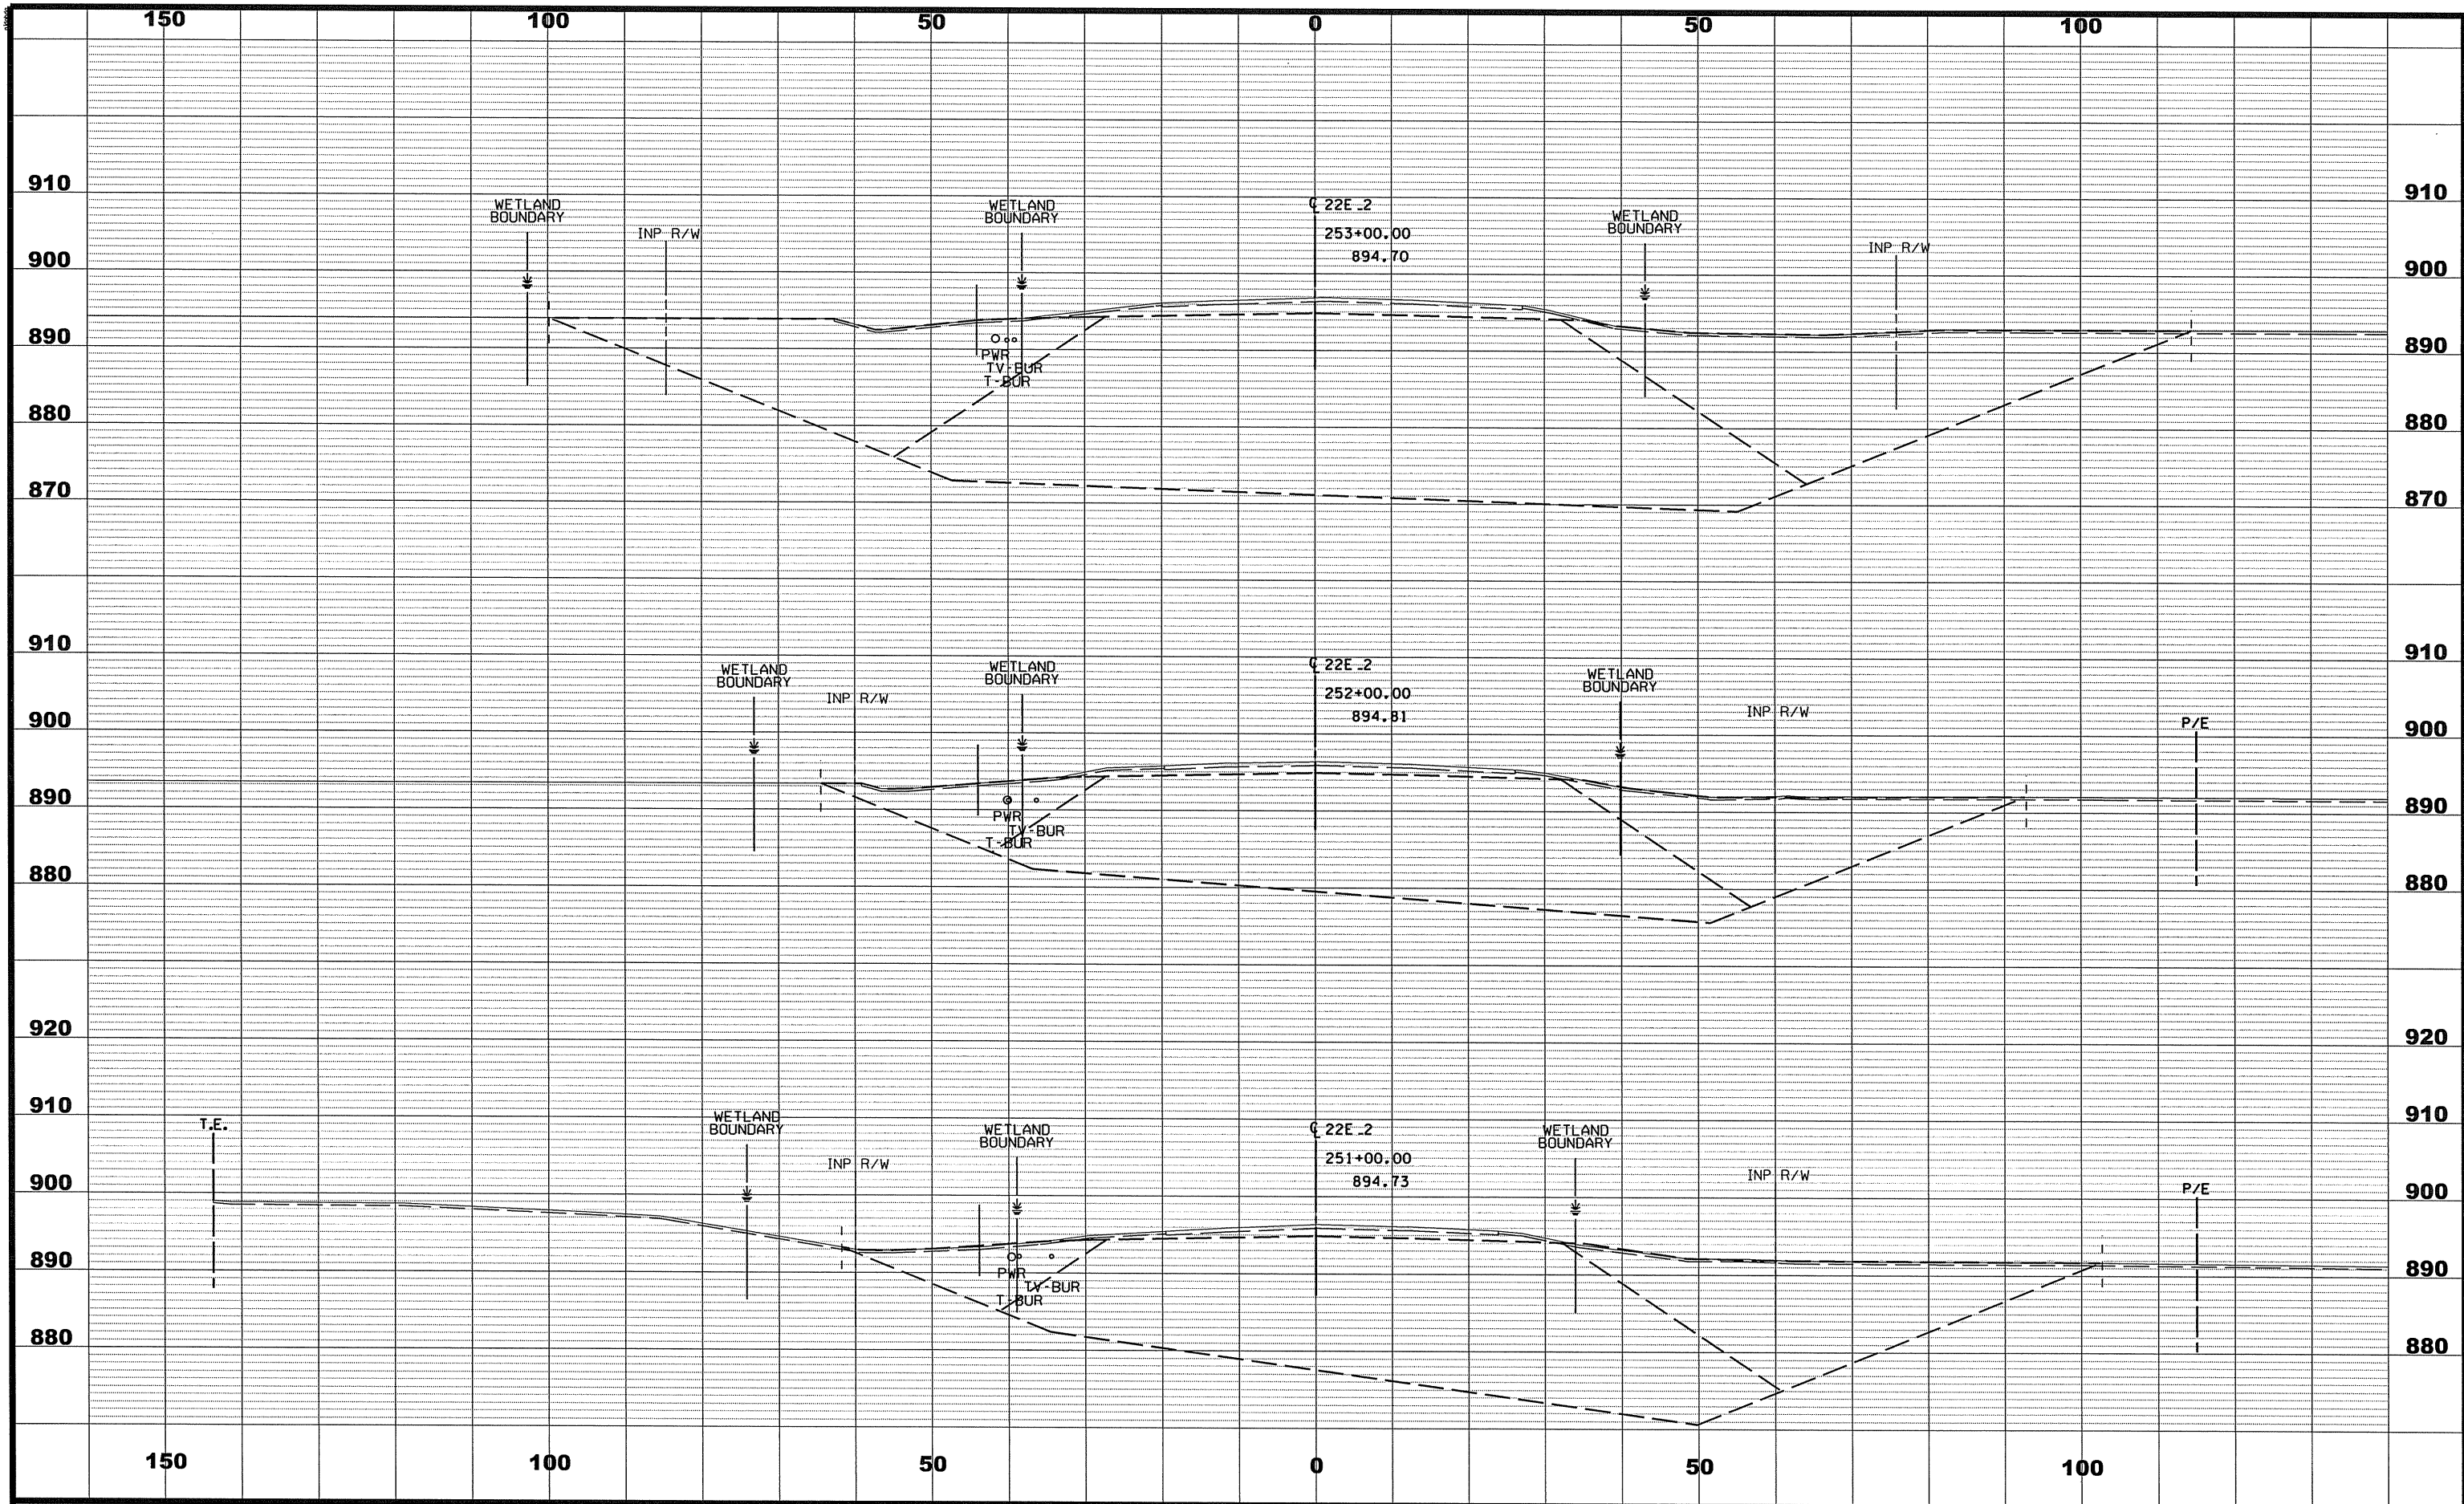 150 100 50 0 50 100
910 910
WETLAND
BOUNDARY
WETLAND
BOUNDARY
℄ 22E_2
WETLAND
BOUNDARY
INP R/W
253+00.00
INP R/W
894.70
900 900
890 890
PWR
TV-BUR
T-BUR
880 880
870 870
910 910
WETLAND
BOUNDARY
WETLAND
BOUNDARY
℄ 22E_2
WETLAND
BOUNDARY
INP R/W
252+00.00
INP R/W
894.81
P/E
900 900
890 890
PWR
TV-BUR
T-BUR
880 880
920 920
910 910
T.E.
WETLAND
BOUNDARY
WETLAND
BOUNDARY
℄ 22E_2
WETLAND
BOUNDARY
INP R/W
251+00.00
INP R/W
894.73
P/E
900 900
890 890
PWR
TV-BUR
T-BUR
880 880
150 100 50 0 50 100